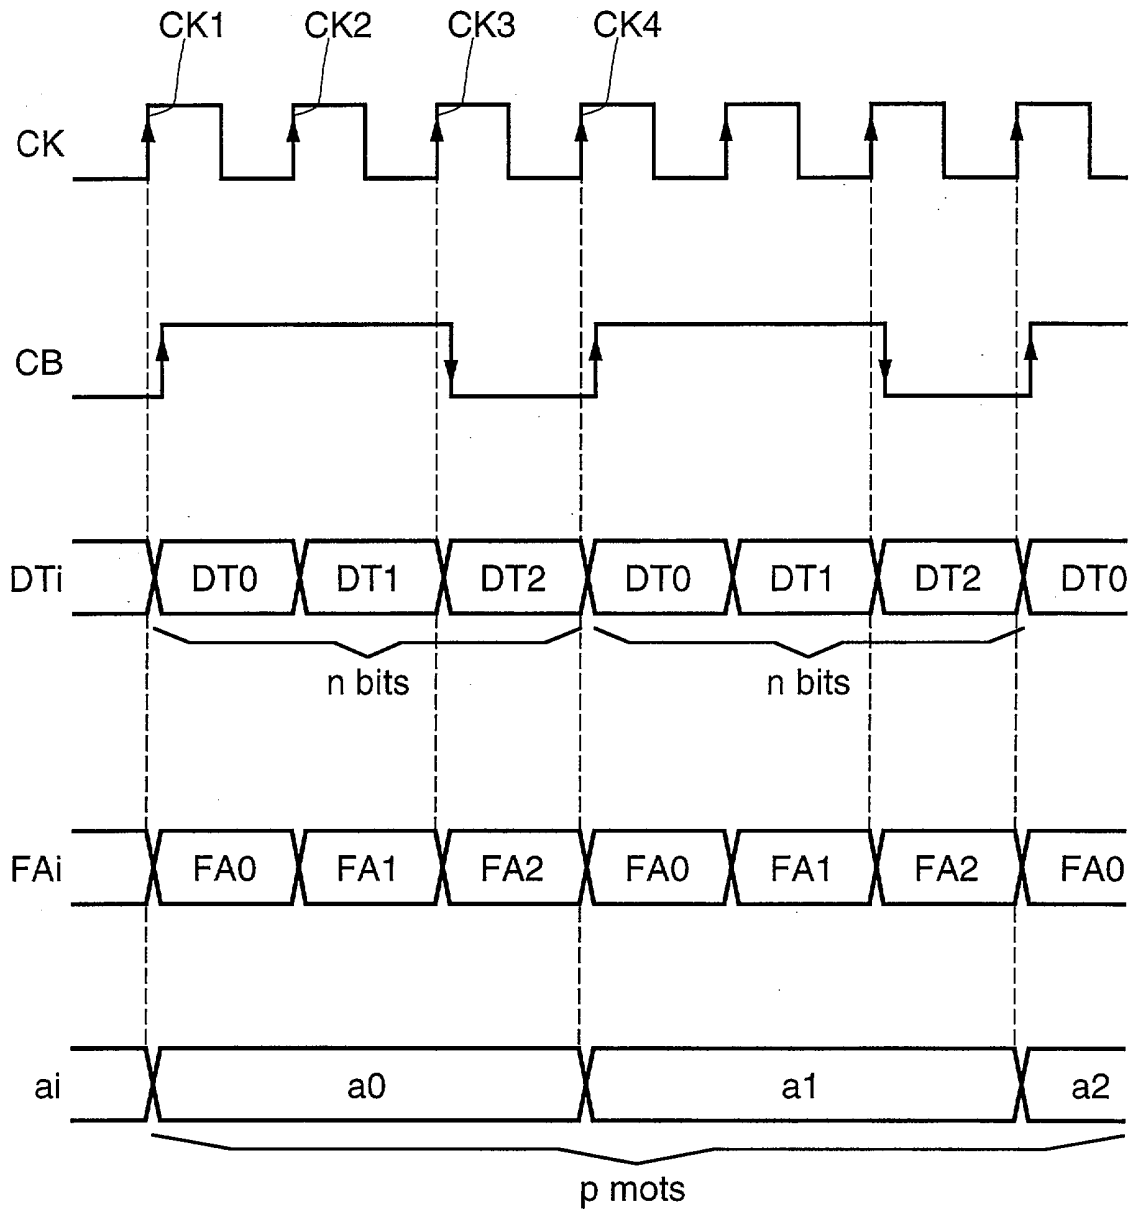 CK1 CK2 CK3 CK4
CK
CB
DTi DT0 DT1 DT2 DT0 DT1 DT2 DT0
n bits n bits
FAi FA0 FA1 FA2 FA0 FA1 FA2 FA0
ai a0 a1 a2
p mots